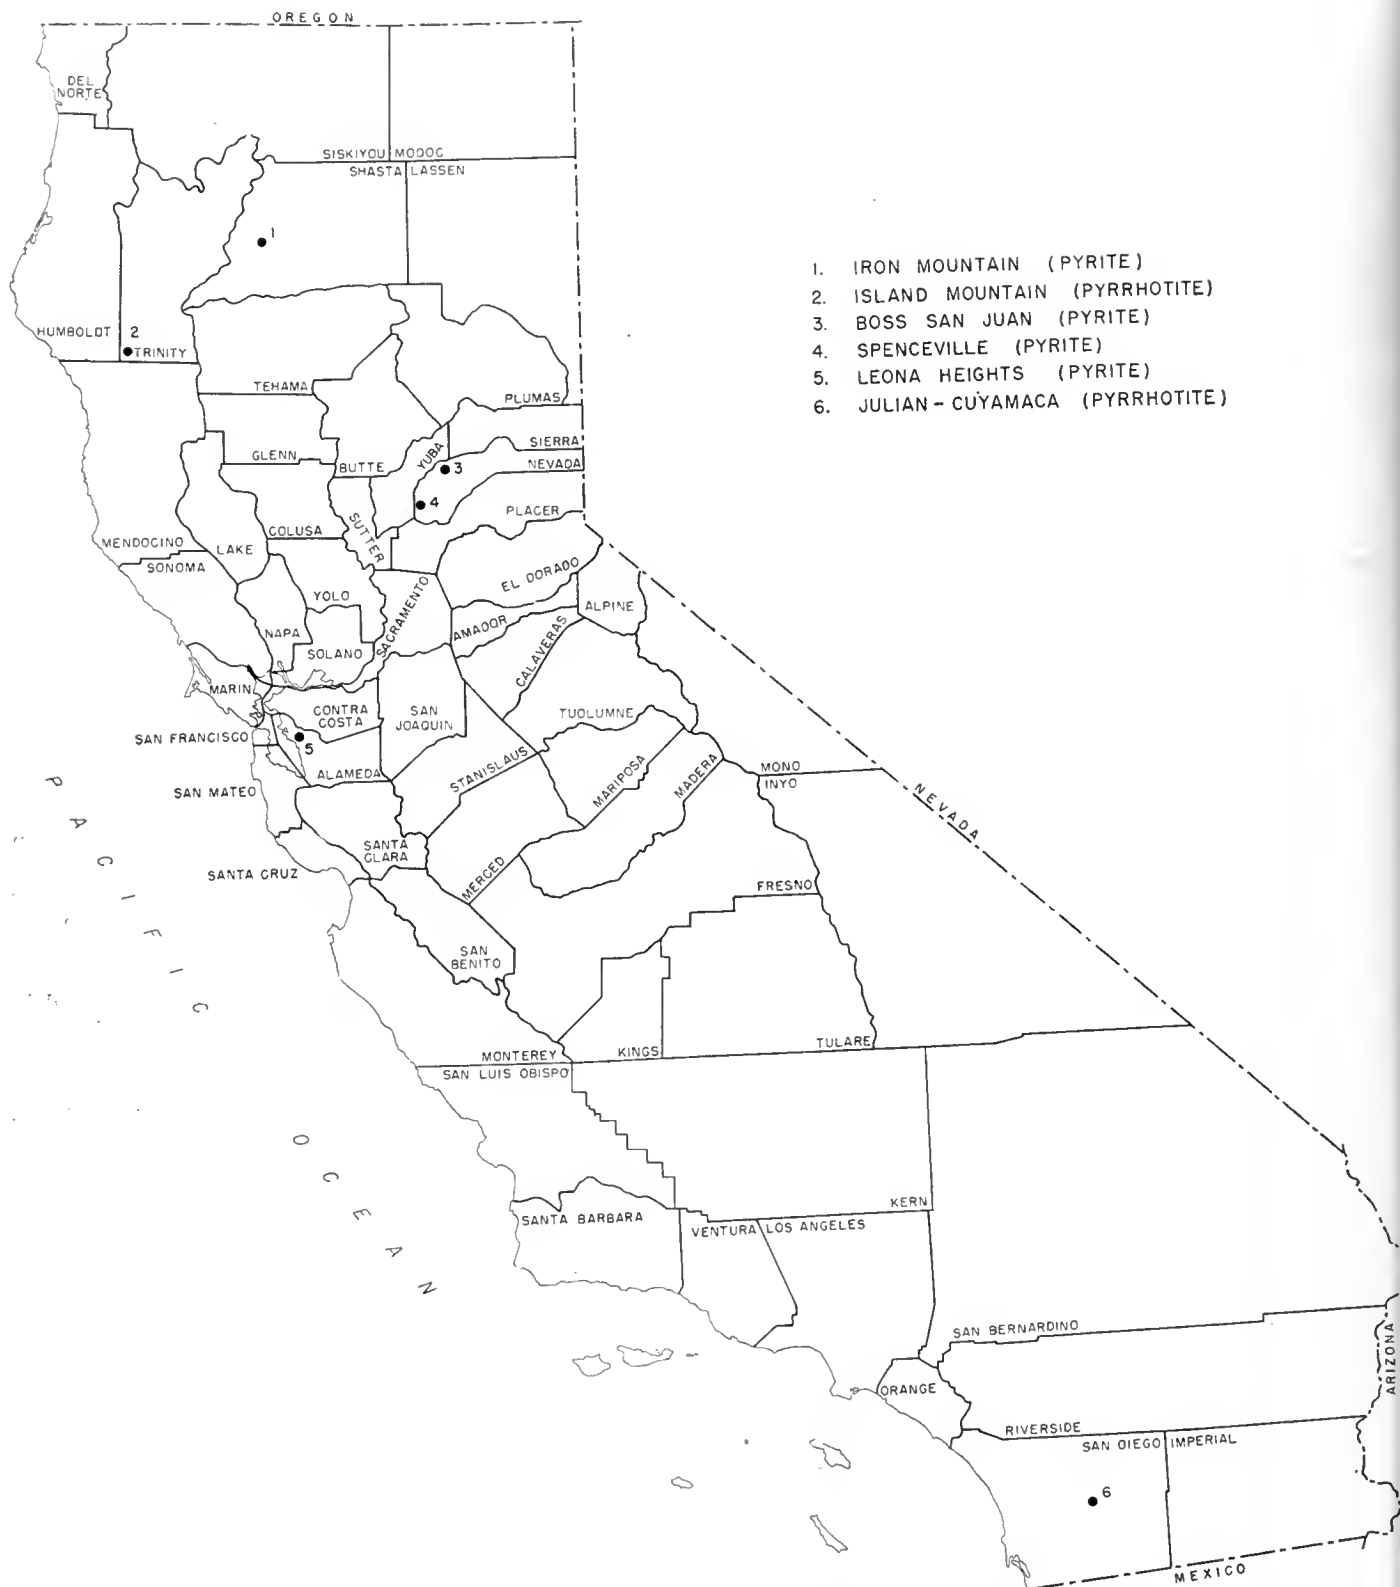 OREGON
DEL
NORTE
SISKIYOU MODOC
SHASTA LASSEN
1
1. IRON MOUNTAIN (PYRITE)
2. ISLAND MOUNTAIN (PYRRHOTITE)
3. BOSS SAN JUAN (PYRITE)
4. SPENCEVILLE (PYRITE)
5. LEONA HEIGHTS (PYRITE)
6. JULIAN - CUYAMACA (PYRRHOTITE)
HUMBOLDT
2
TRINITY
TEHAMA
PLUMAS
SIERRA
GLENN
BUTTE
YUBA
3
NEVADA
4
PLACER
COLUSA
SUTTER
MENDOCINO
LAKE
SONOMA
EL DORADO
YOLO
SACRAMENTO
ALPINE
NAPA
AMADOR
SOLANO
CALAVERAS
MARIN
CONTRA
COSTA
SAN
JOAQUIN
TUOLUMNE
SAN FRANCISCO
5
ALAMEDA
STANISLAUS
MARIPOSA
MADERA
MONO
INYO
NEVADA
SAN MATEO
SANTA
CLARA
SANTA CRUZ
MERCED
FRESNO
PACIFIC
SAN
BENITO
MONTEREY
KINGS
TULARE
SAN LUIS OBISPO
OCEAN
KERN
SANTA BARBARA
VENTURA
LOS ANGELES
SAN BERNARDINO
ARIZONA
ORANGE
RIVERSIDE
SAN DIEGO
IMPERIAL
6
MEXICO